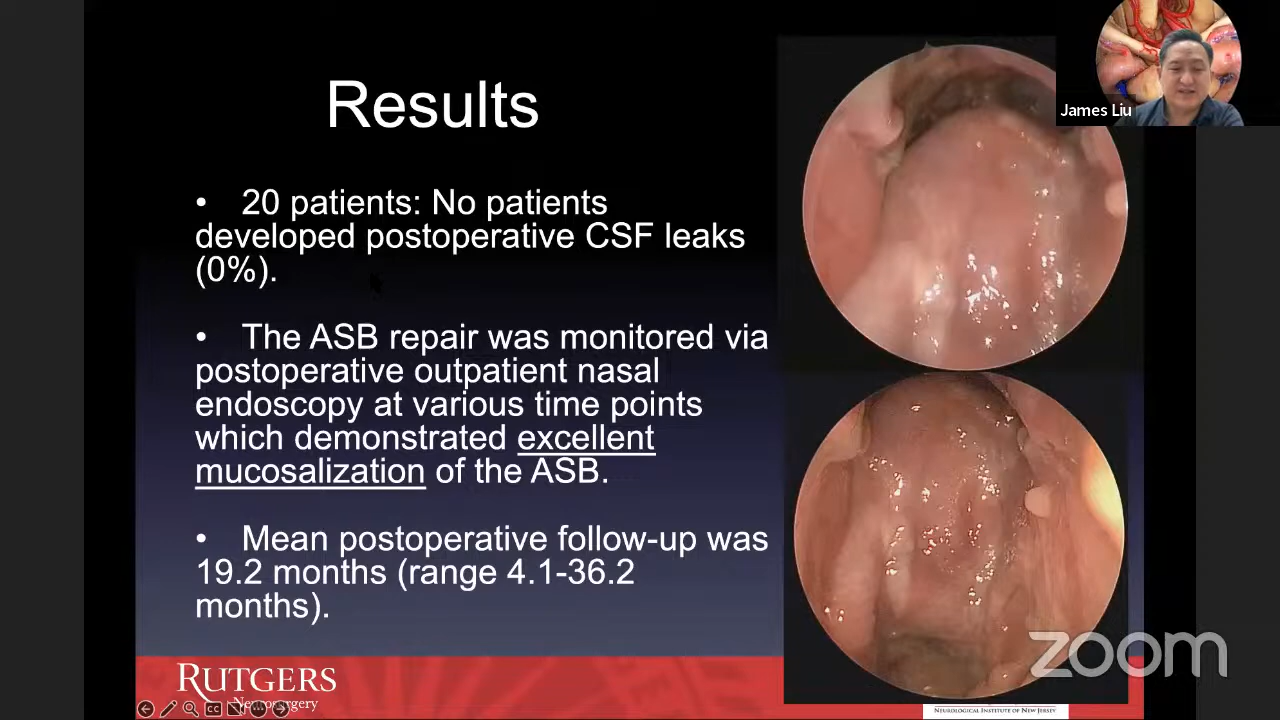 Results
James Liu
• 20 patients: No patients
developed postoperative CSF leaks
(0%).
• The ASB repair was monitored via
postoperative outpatient nasal
endoscopy at various time points
which demonstrated excellent
mucosalization of the ASB.
• Mean postoperative follow-up was
19.2 months (range 4.1-36.2
months).
RUTGERS
Neurosurgery
zoom
NEUROLOGICAL INSTITUTE OF NEW JERSEY